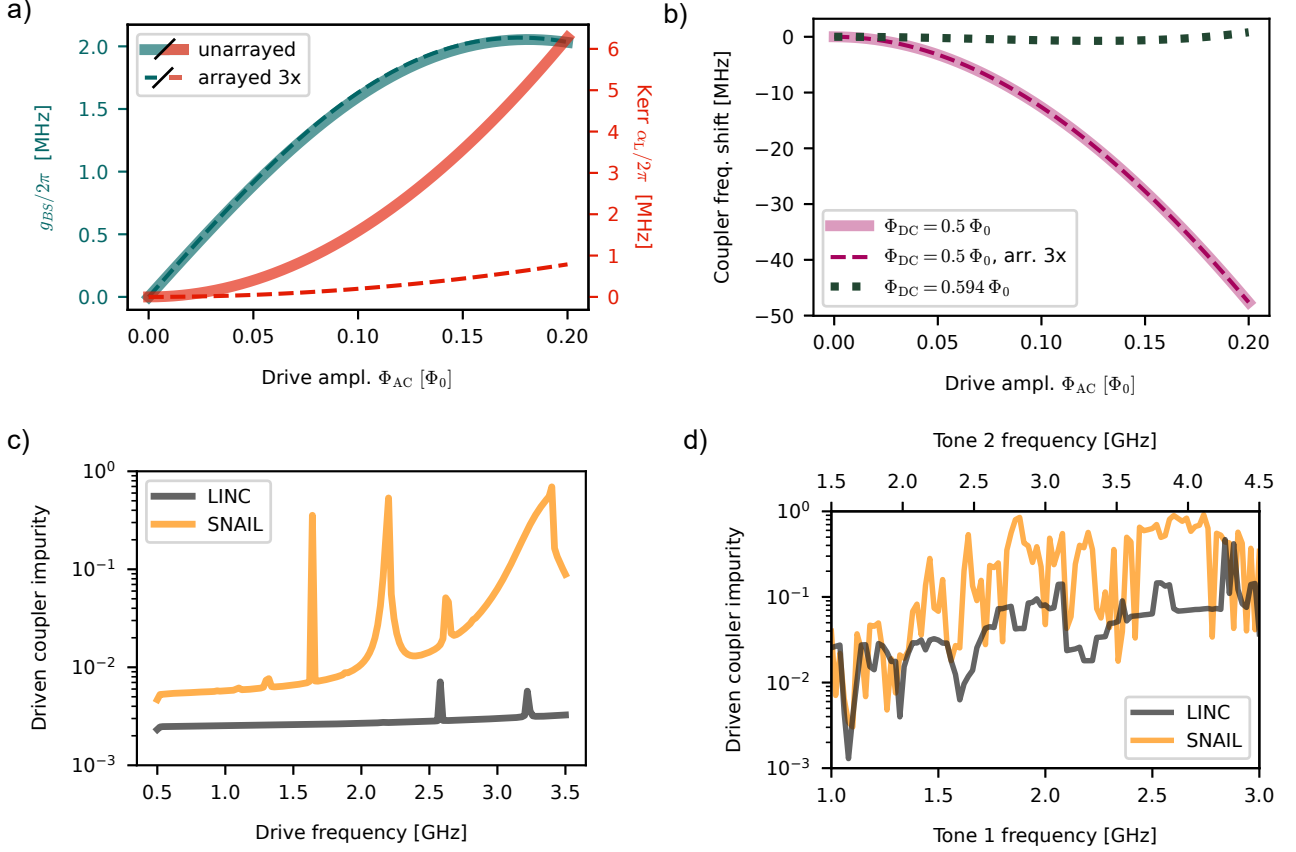 a)
unarrayed
arrayed 3x
2.0
1.5
1.0
0.5
0.0
g_BS/2π [MHz]
6
5
4
3
2
1
0
Kerr α_L/2π [MHz]
0.00 0.05 0.10 0.15 0.20
Drive ampl. Φ_AC [Φ_0]
b)
0
−10
−20
−30
−40
−50
Coupler freq. shift [MHz]
Φ_DC = 0.5 Φ_0
Φ_DC = 0.5 Φ_0, arr. 3x
Φ_DC = 0.594 Φ_0
0.00 0.05 0.10 0.15 0.20
Drive ampl. Φ_AC [Φ_0]
c)
10^0
10^−1
10^−2
10^−3
Driven coupler impurity
LINC
SNAIL
0.5 1.0 1.5 2.0 2.5 3.0 3.5
Drive frequency [GHz]
d)
Tone 2 frequency [GHz]
1.5 2.0 2.5 3.0 3.5 4.0 4.5
10^0
10^−1
10^−2
10^−3
Driven coupler impurity
LINC
SNAIL
1.0 1.5 2.0 2.5 3.0
Tone 1 frequency [GHz]